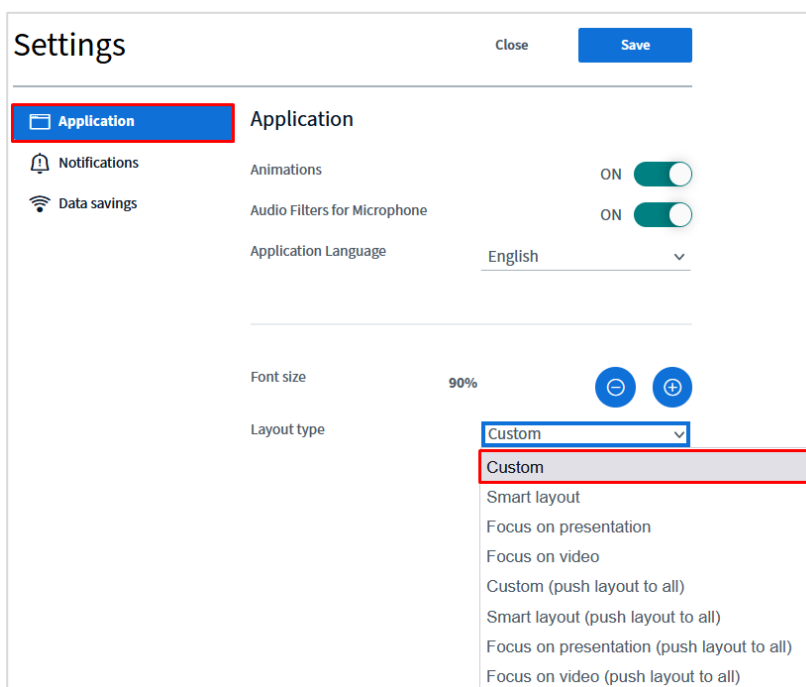 Settings
Close
Save
Application
Notifications
Data savings
Application
Animations
ON
Audio Filters for Microphone
ON
Application Language
English
Font size
90%
Layout type
Custom
Custom
Smart layout
Focus on presentation
Focus on video
Custom (push layout to all)
Smart layout (push layout to all)
Focus on presentation (push layout to all)
Focus on video (push layout to all)